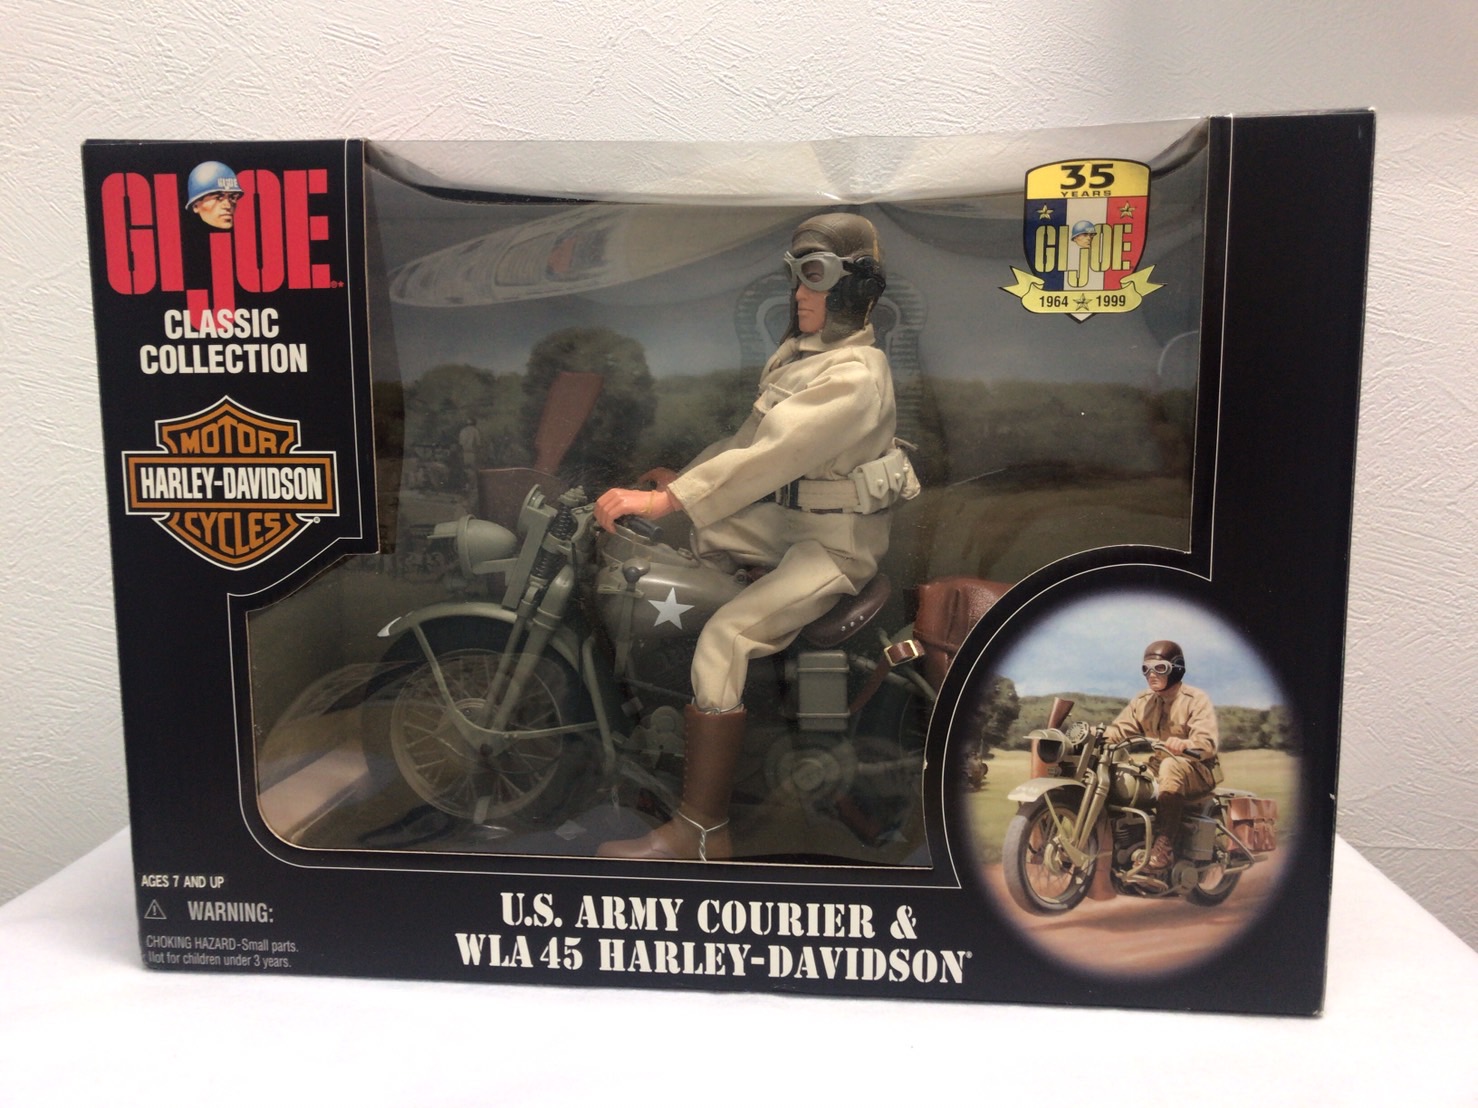 GI JOE
CLASSIC
COLLECTION
MOTOR
HARLEY-DAVIDSON
CYCLES
35
YEARS
GI JOE
1964 1999
AGES 7 AND UP
WARNING:
CHOKING HAZARD-Small parts.
Not for children under 3 years.
U.S. ARMY COURIER &
WLA 45 HARLEY-DAVIDSON®